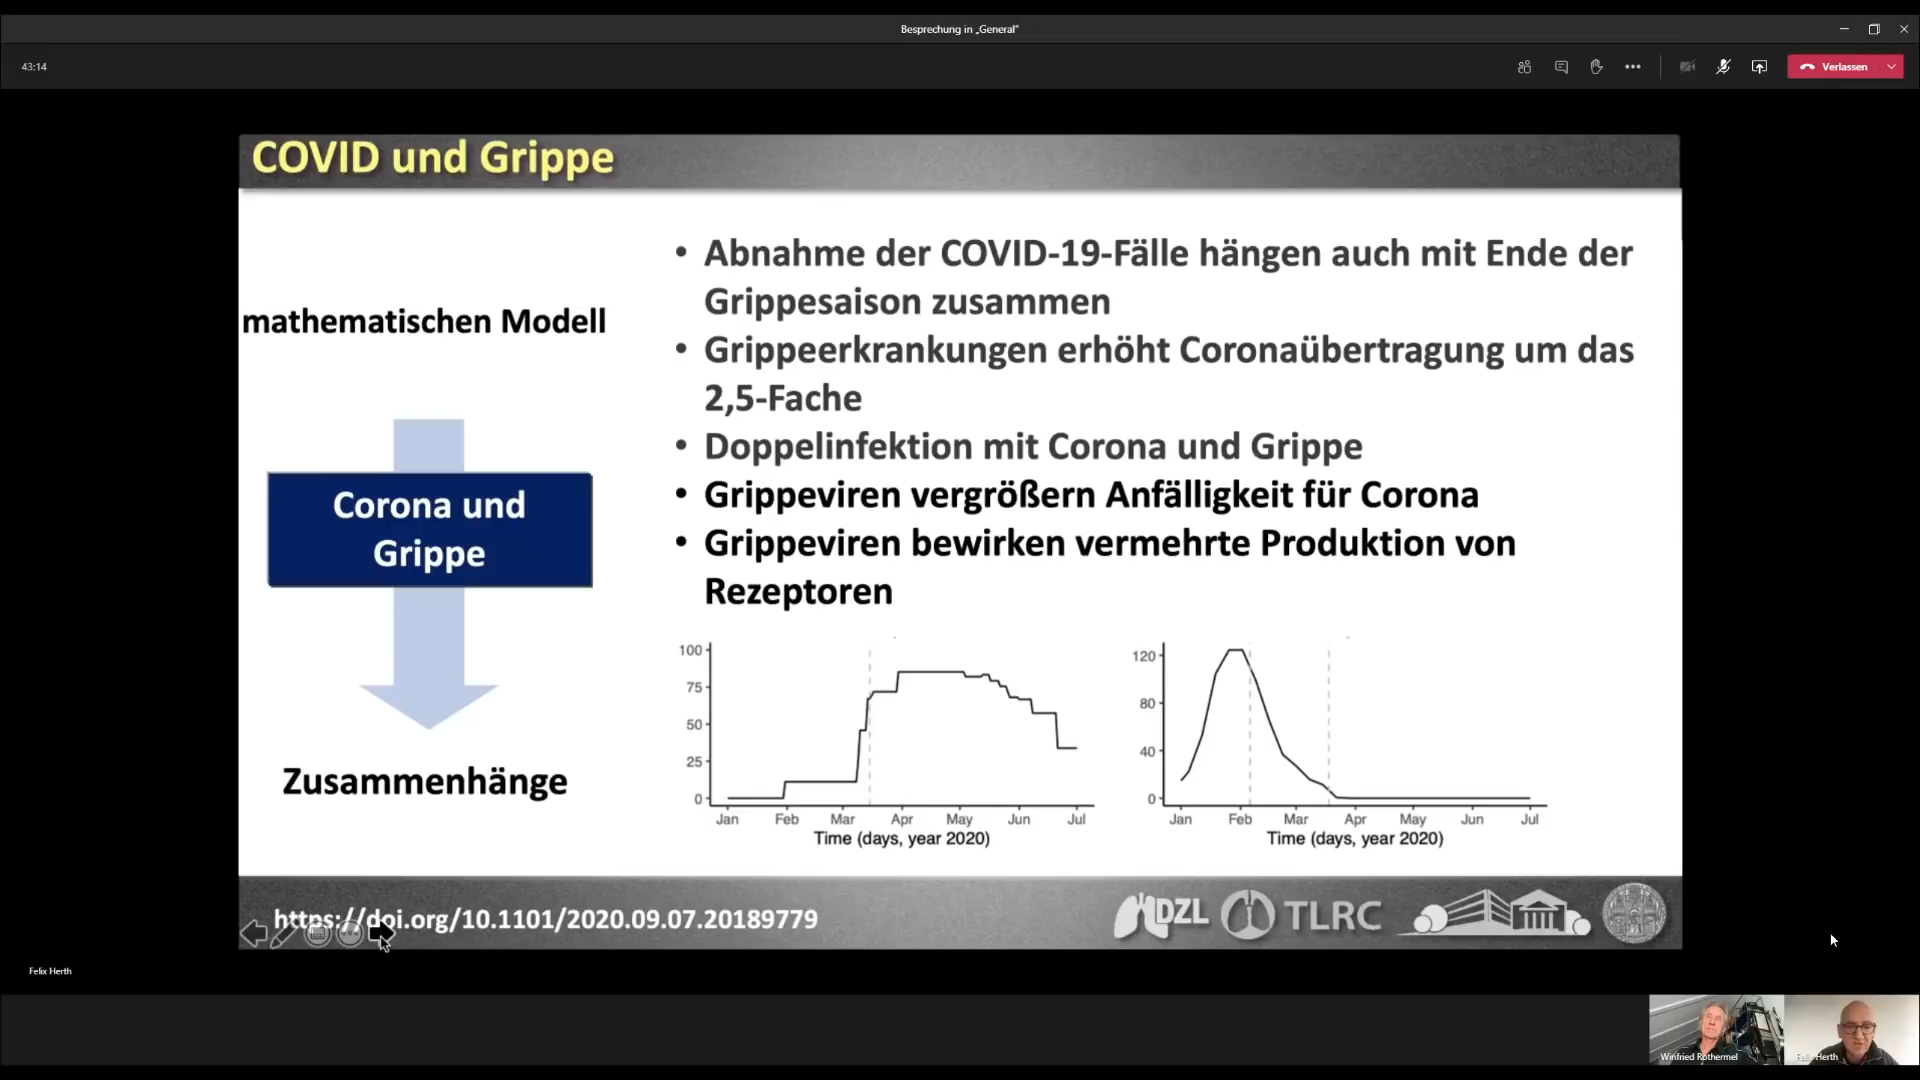 Besprechung in „General“
43:14
Verlassen
COVID und Grippe
mathematischen Modell
Corona und
Grippe
Zusammenhänge
• Abnahme der COVID-19-Fälle hängen auch mit Ende der
Grippesaison zusammen
• Grippeerkrankungen erhöht Coronaübertragung um das
2,5-Fache
• Doppelinfektion mit Corona und Grippe
• Grippeviren vergrößern Anfälligkeit für Corona
• Grippeviren bewirken vermehrte Produktion von
Rezeptoren
100
75
50
25
0
Jan Feb Mar Apr May Jun Jul
Time (days, year 2020)
120
80
40
0
Jan Feb Mar Apr May Jun Jul
Time (days, year 2020)
https://doi.org/10.1101/2020.09.07.20189779
DZL TLRC
Felix Herth
Winfried Rothermel
Felix Herth